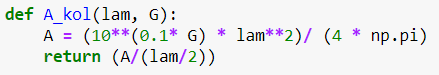 def A_kol(lam, G):
    A = (10**(0.1* G) * lam**2)/ (4 * np.pi)
    return (A/(lam/2))